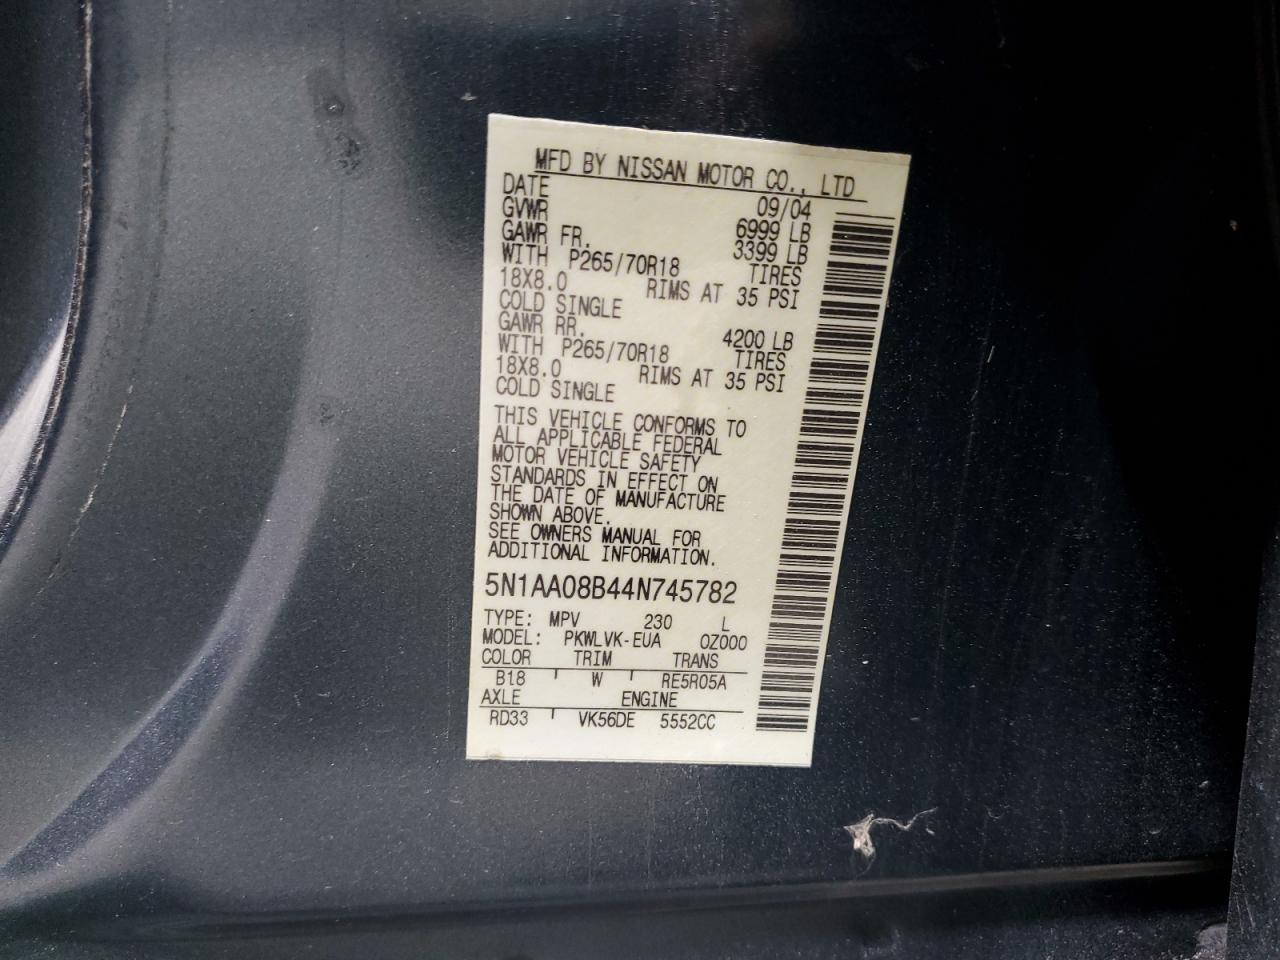 MFD BY NISSAN MOTOR CO., LTD
DATE 09/04
GVWR 6999 LB
GAWR FR. 3399 LB
WITH P265/70R18 TIRES
18X8.0 RIMS AT 35 PSI
COLD SINGLE
GAWR RR. 4200 LB
WITH P265/70R18 TIRES
18X8.0 RIMS AT 35 PSI
COLD SINGLE
THIS VEHICLE CONFORMS TO
ALL APPLICABLE FEDERAL
MOTOR VEHICLE SAFETY
STANDARDS IN EFFECT ON
THE DATE OF MANUFACTURE
SHOWN ABOVE.
SEE OWNERS MANUAL FOR
ADDITIONAL INFORMATION.
5N1AA08B44N745782
TYPE: MPV 230 L
MODEL: PKWLVK-EUA 0Z000
COLOR TRIM TRANS
B18 W RE5R05A
AXLE ENGINE
RD33 VK56DE 5552CC